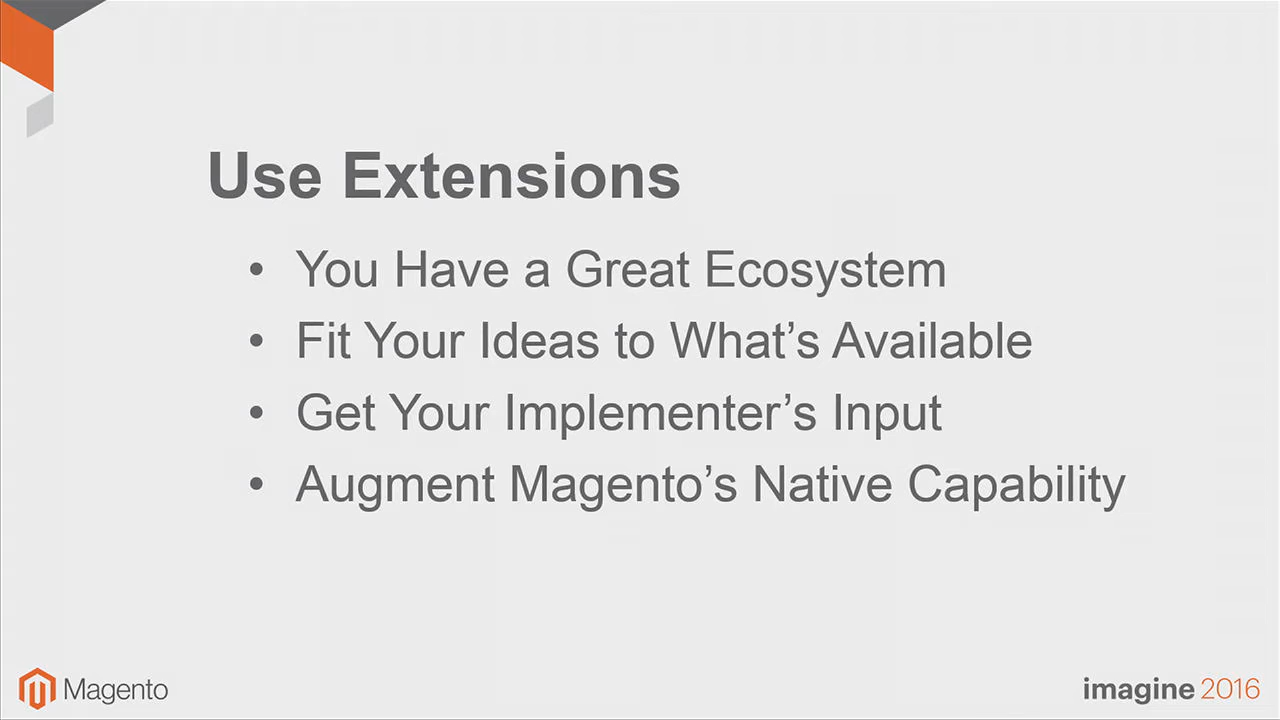 Use Extensions
• You Have a Great Ecosystem
• Fit Your Ideas to What’s Available
• Get Your Implementer’s Input
• Augment Magento’s Native Capability
Magento
imagine 2016